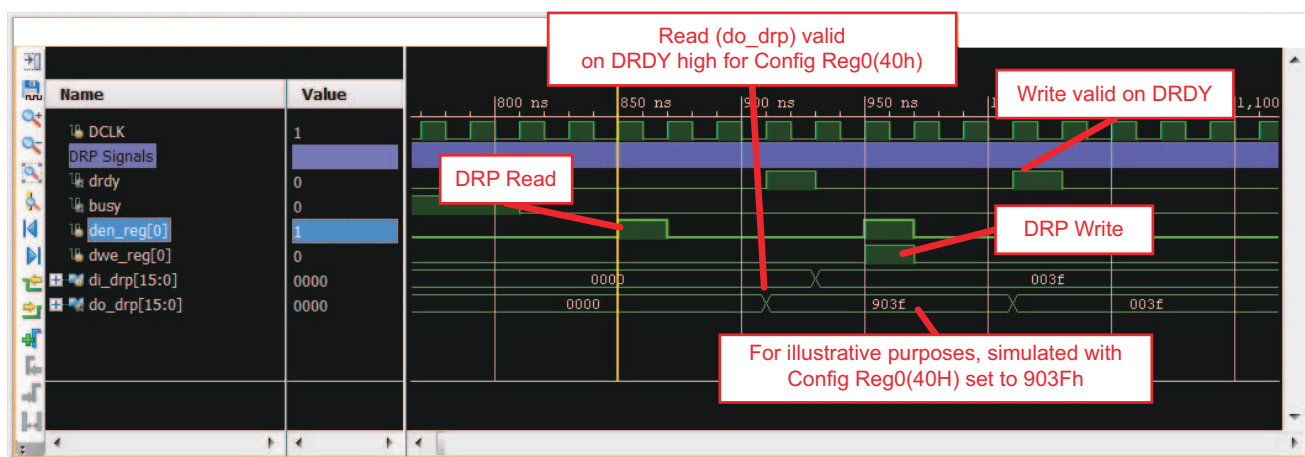 Read (do_drp) valid
on DRDY high for Config Reg0(40h)
Name
Value
800 ns
850 ns
900 ns
950 ns
1,100
Write valid on DRDY
DCLK
1
DRP Signals
drdy
0
DRP Read
busy
0
den_reg[0]
1
DRP Write
dwe_reg[0]
0
di_drp[15:0]
0000
0000
003f
do_drp[15:0]
0000
0000
903f
003f
For illustrative purposes, simulated with
Config Reg0(40H) set to 903Fh